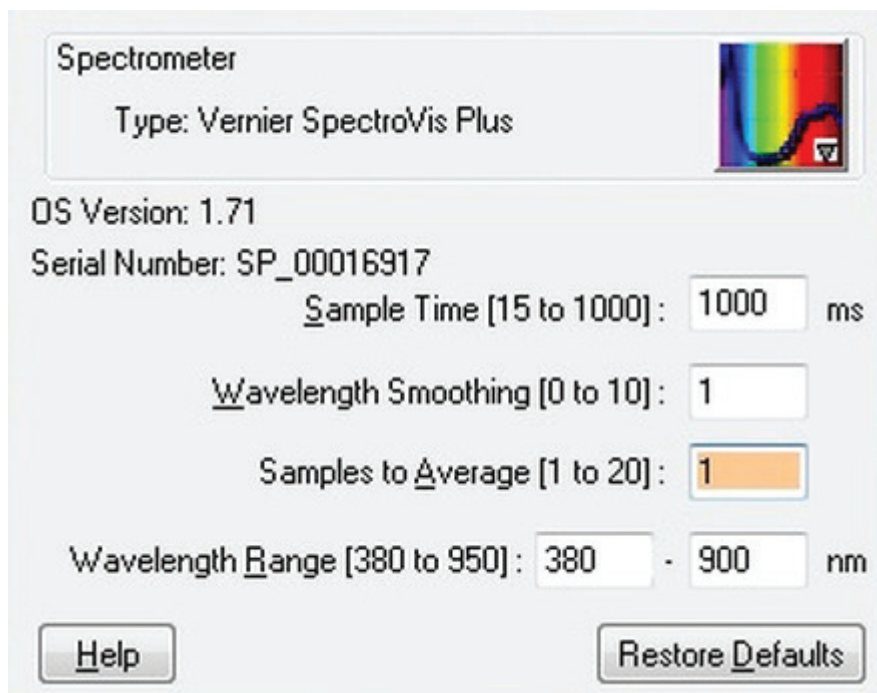 Spectrometer
Type: Vernier SpectroVis Plus
OS Version: 1.71
Serial Number: SP_00016917
Sample Time [15 to 1000] : 1000 ms
Wavelength Smoothing [0 to 10] : 1
Samples to Average [1 to 20] : 1
Wavelength Range [380 to 950] : 380 - 900 nm
Help Restore Defaults